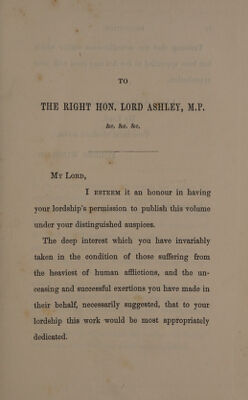 TO
THE RIGHT HON. LORD ASHLEY, M.P.
&c. &c. &c.
MY LORD,
I ESTEEM it an honour in having
your lordship's permission to publish this volume
under your distinguished auspices.
The deep interest which you have invariably
taken in the condition of those suffering from
the heaviest of human afflictions, and the un-
ceasing and successful exertions you have made in
their behalf, necessarily suggested, that to your
lordship this work would be most appropriately
dedicated.